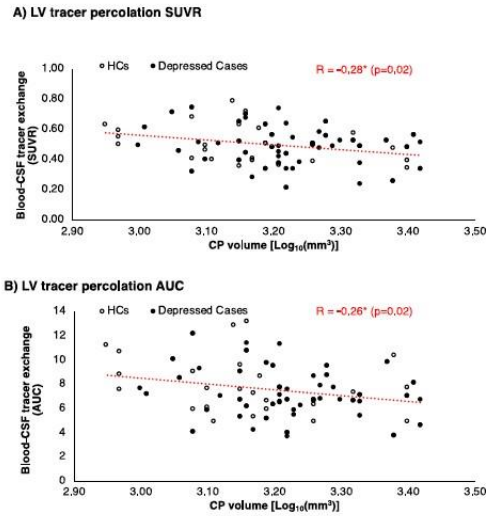 A) LV tracer percolation SUVR
HCs
Depressed Cases
R = -0,28* (p=0,02)
Blood-CSF tracer exchange
(SUVR)
1.00
0.80
0.60
0.40
0.20
0.00
2,90 3,00 3,10 3,20 3,30 3,40 3,50
CP volume [Log10(mm³)]
B) LV tracer percolation AUC
HCs
Depressed Cases
R = -0,26* (p=0,02)
Blood-CSF tracer exchange
(AUC)
14
12
10
8
6
4
2
0
2.90 3,00 3,10 3,20 3,30 3,40 3,50
CP volume [Log10(mm³)]